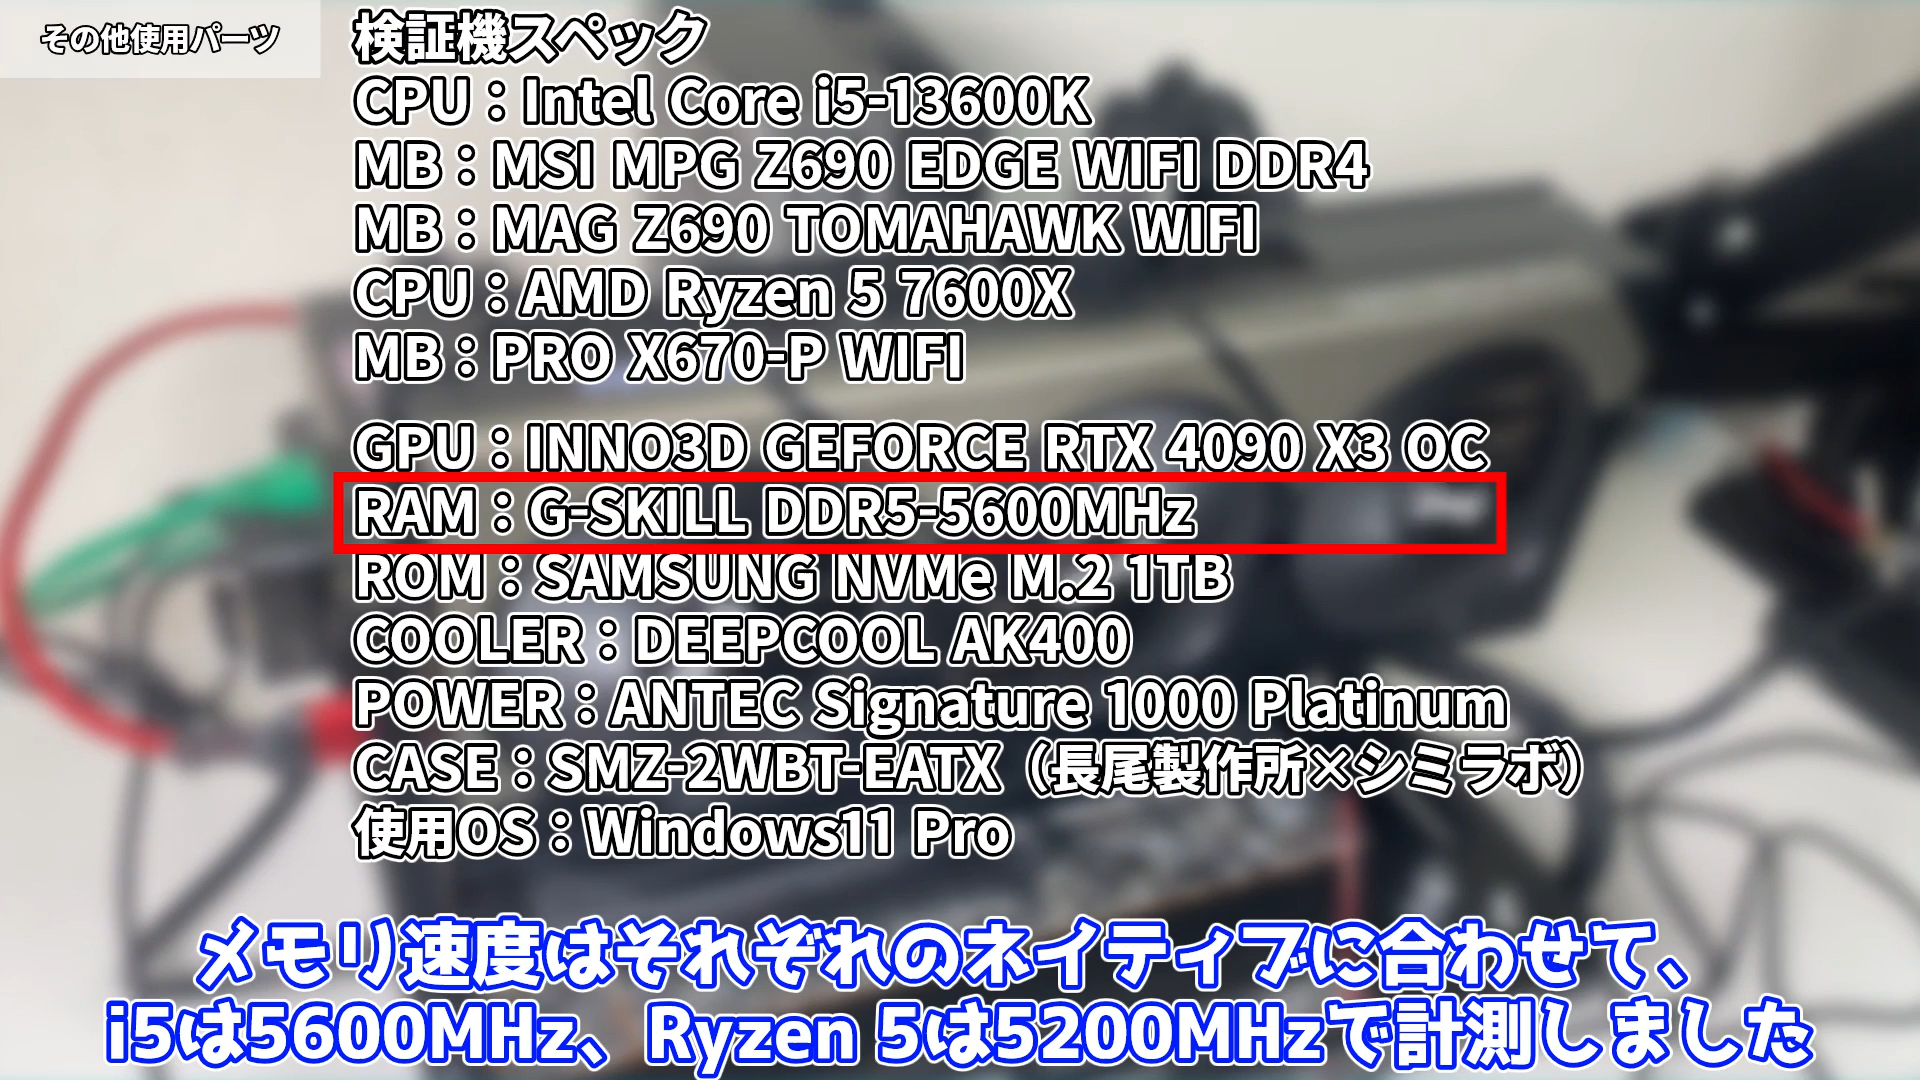 その他使用パーツ
検証機スペック
CPU：Intel Core i5-13600K
MB：MSI MPG Z690 EDGE WIFI DDR4
MB：MAG Z690 TOMAHAWK WIFI
CPU：AMD Ryzen 5 7600X
MB：PRO X670-P WIFI
GPU：INNO3D GEFORCE RTX 4090 X3 OC
RAM：G-SKILL DDR5-5600MHz
ROM：SAMSUNG NVMe M.2 1TB
COOLER：DEEPCOOL AK400
POWER：ANTEC Signature 1000 Platinum
CASE：SMZ-2WBT-EATX（長尾製作所×シミラボ）
使用OS：Windows11 Pro
メモリ速度はそれぞれのネイティブに合わせて、
i5は5600MHz、Ryzen 5は5200MHzで計測しました